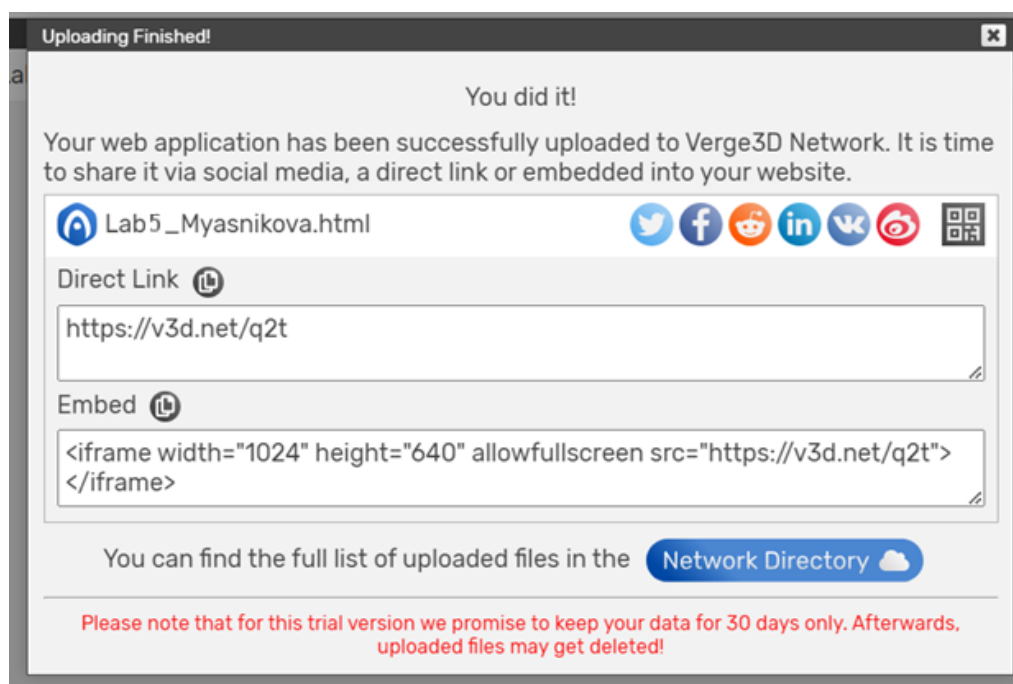 Uploading Finished!
You did it!
Your web application has been successfully uploaded to Verge3D Network. It is time
to share it via social media, a direct link or embedded into your website.
Lab5_Myasnikova.html
Direct Link
https://v3d.net/q2t
Embed
<iframe width="1024" height="640" allowfullscreen src="https://v3d.net/q2t">
</iframe>
You can find the full list of uploaded files in the Network Directory
Please note that for this trial version we promise to keep your data for 30 days only. Afterwards,
uploaded files may get deleted!